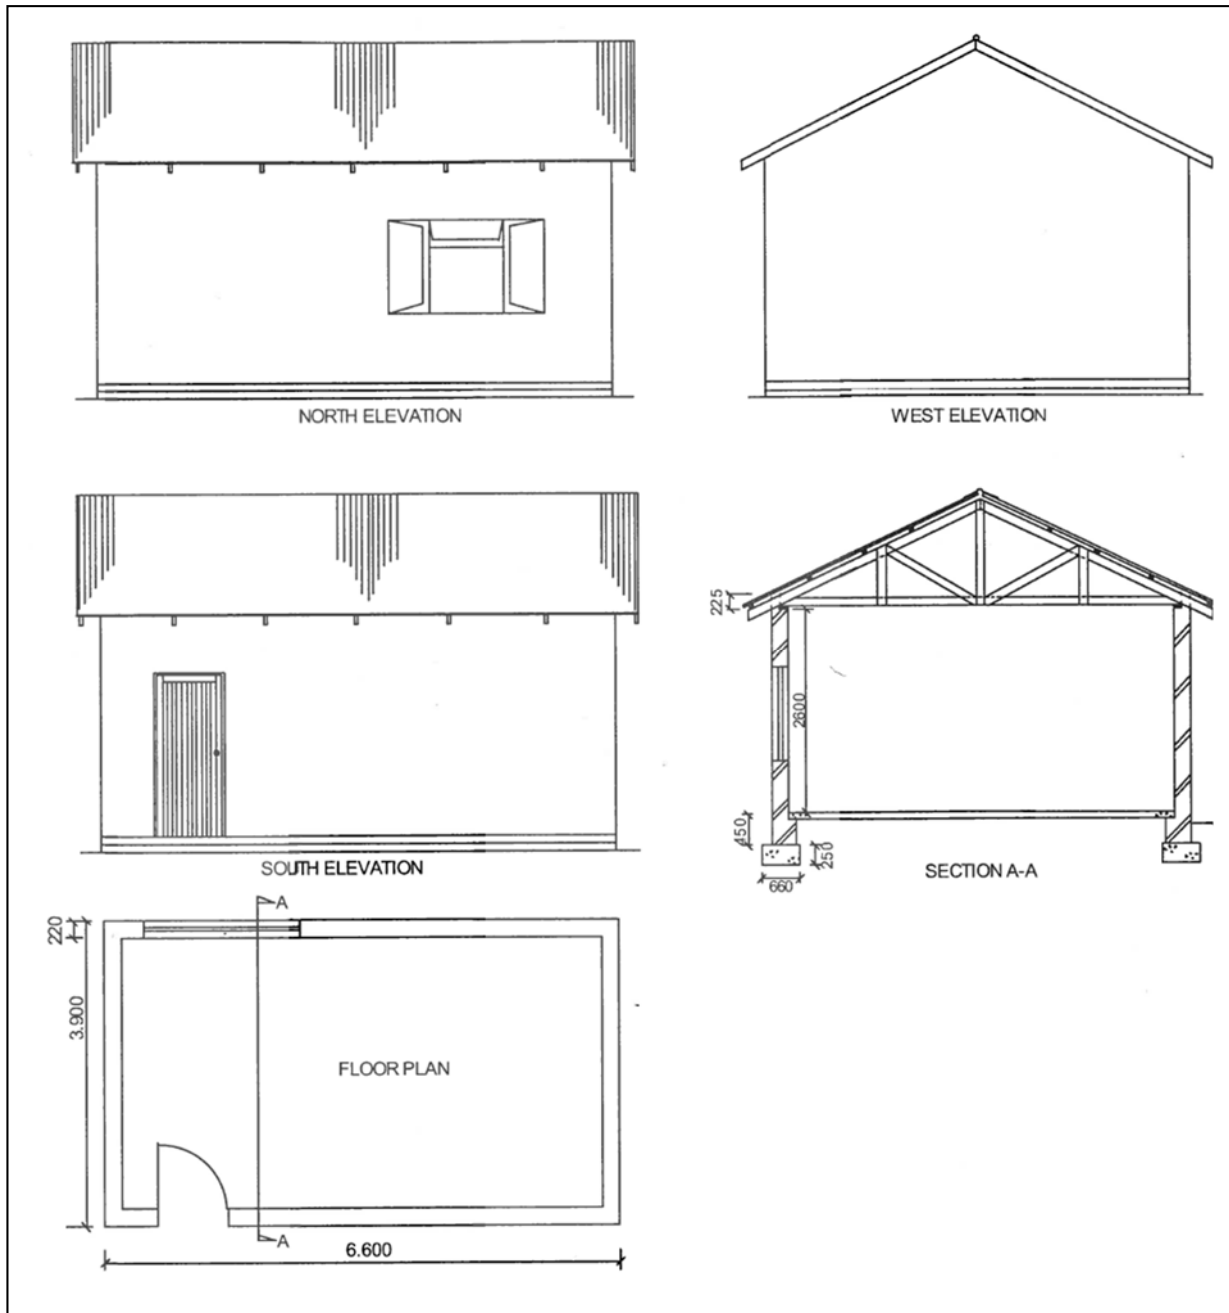 NORTH ELEVATION
WEST ELEVATION
SOUTH ELEVATION
225
2600
450
250
660
SECTION A-A
A
220
3.900
FLOOR PLAN
A
6.600